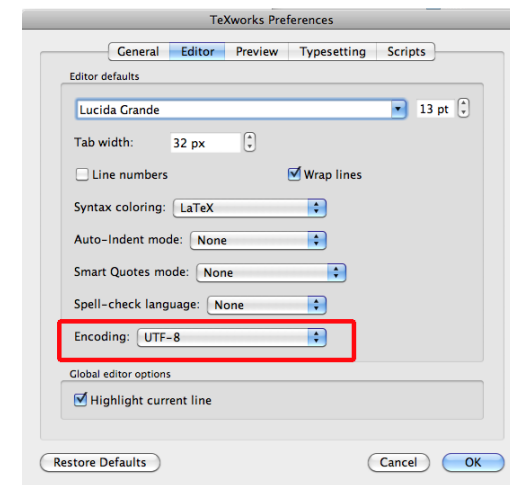 TeXworks Preferences
General Editor Preview Typesetting Scripts
Editor defaults
Lucida Grande 13 pt
Tab width: 32 px
Line numbers Wrap lines
Syntax coloring: LaTeX
Auto-Indent mode: None
Smart Quotes mode: None
Spell-check language: None
Encoding: UTF-8
Global editor options
Highlight current line
Restore Defaults Cancel OK